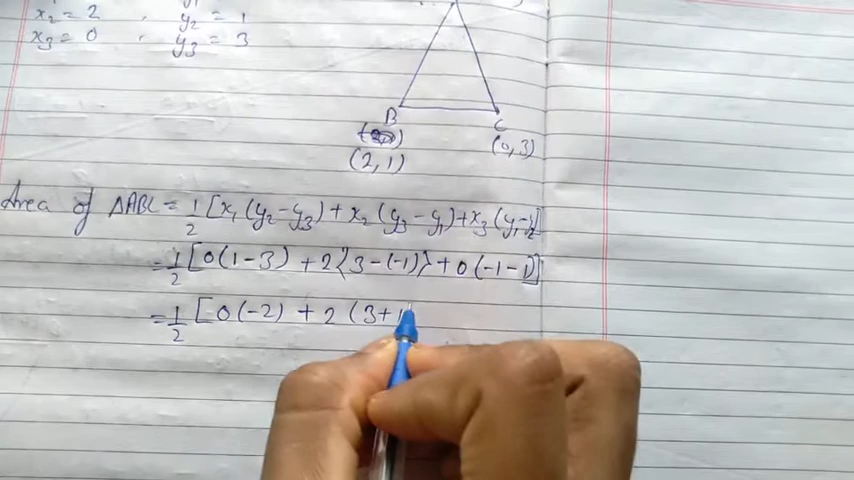 x₂ = 2 , y₂ = 1
x₃ = 0 , y₃ = 3
B
C
(2, 1)
(0, 3)
Area of ΔABC = 1/2 [x₁ (y₂ - y₃) + x₂ (y₃ - y₁) + x₃ (y₁ - y₂]
= 1/2 [0(1 - 3) + 2{3 - (-1)} + 0(-1 - 1)]
= 1/2 [0(-2) + 2 (3+1